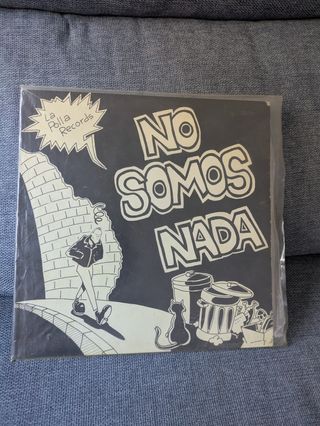 La
Polla
Records
NO
SOMOS
NADA